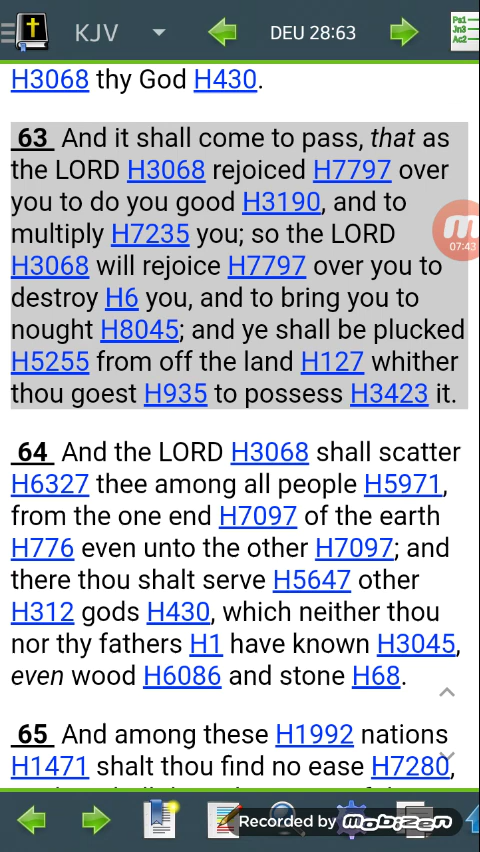 KJV DEU 28:63 Ps1 Jn3 Ac2
H3068 thy God H430.
63 And it shall come to pass, that as
the LORD H3068 rejoiced H7797 over
you to do you good H3190, and to
multiply H7235 you; so the LORD
H3068 will rejoice H7797 over you to
destroy H6 you, and to bring you to
nought H8045; and ye shall be plucked
H5255 from off the land H127 whither
thou goest H935 to possess H3423 it.
07:43
64 And the LORD H3068 shall scatter
H6327 thee among all people H5971,
from the one end H7097 of the earth
H776 even unto the other H7097; and
there thou shalt serve H5647 other
H312 gods H430, which neither thou
nor thy fathers H1 have known H3045,
even wood H6086 and stone H68.
65 And among these H1992 nations
H1471 shalt thou find no ease H7280,
Recorded by Mobizen